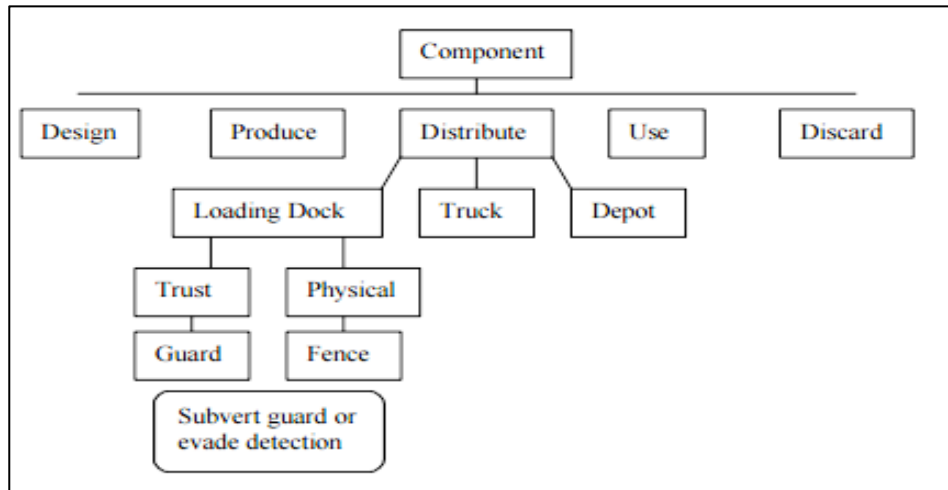 Component
Design
Produce
Distribute
Use
Discard
Loading Dock
Truck
Depot
Trust
Physical
Guard
Fence
Subvert guard or
evade detection